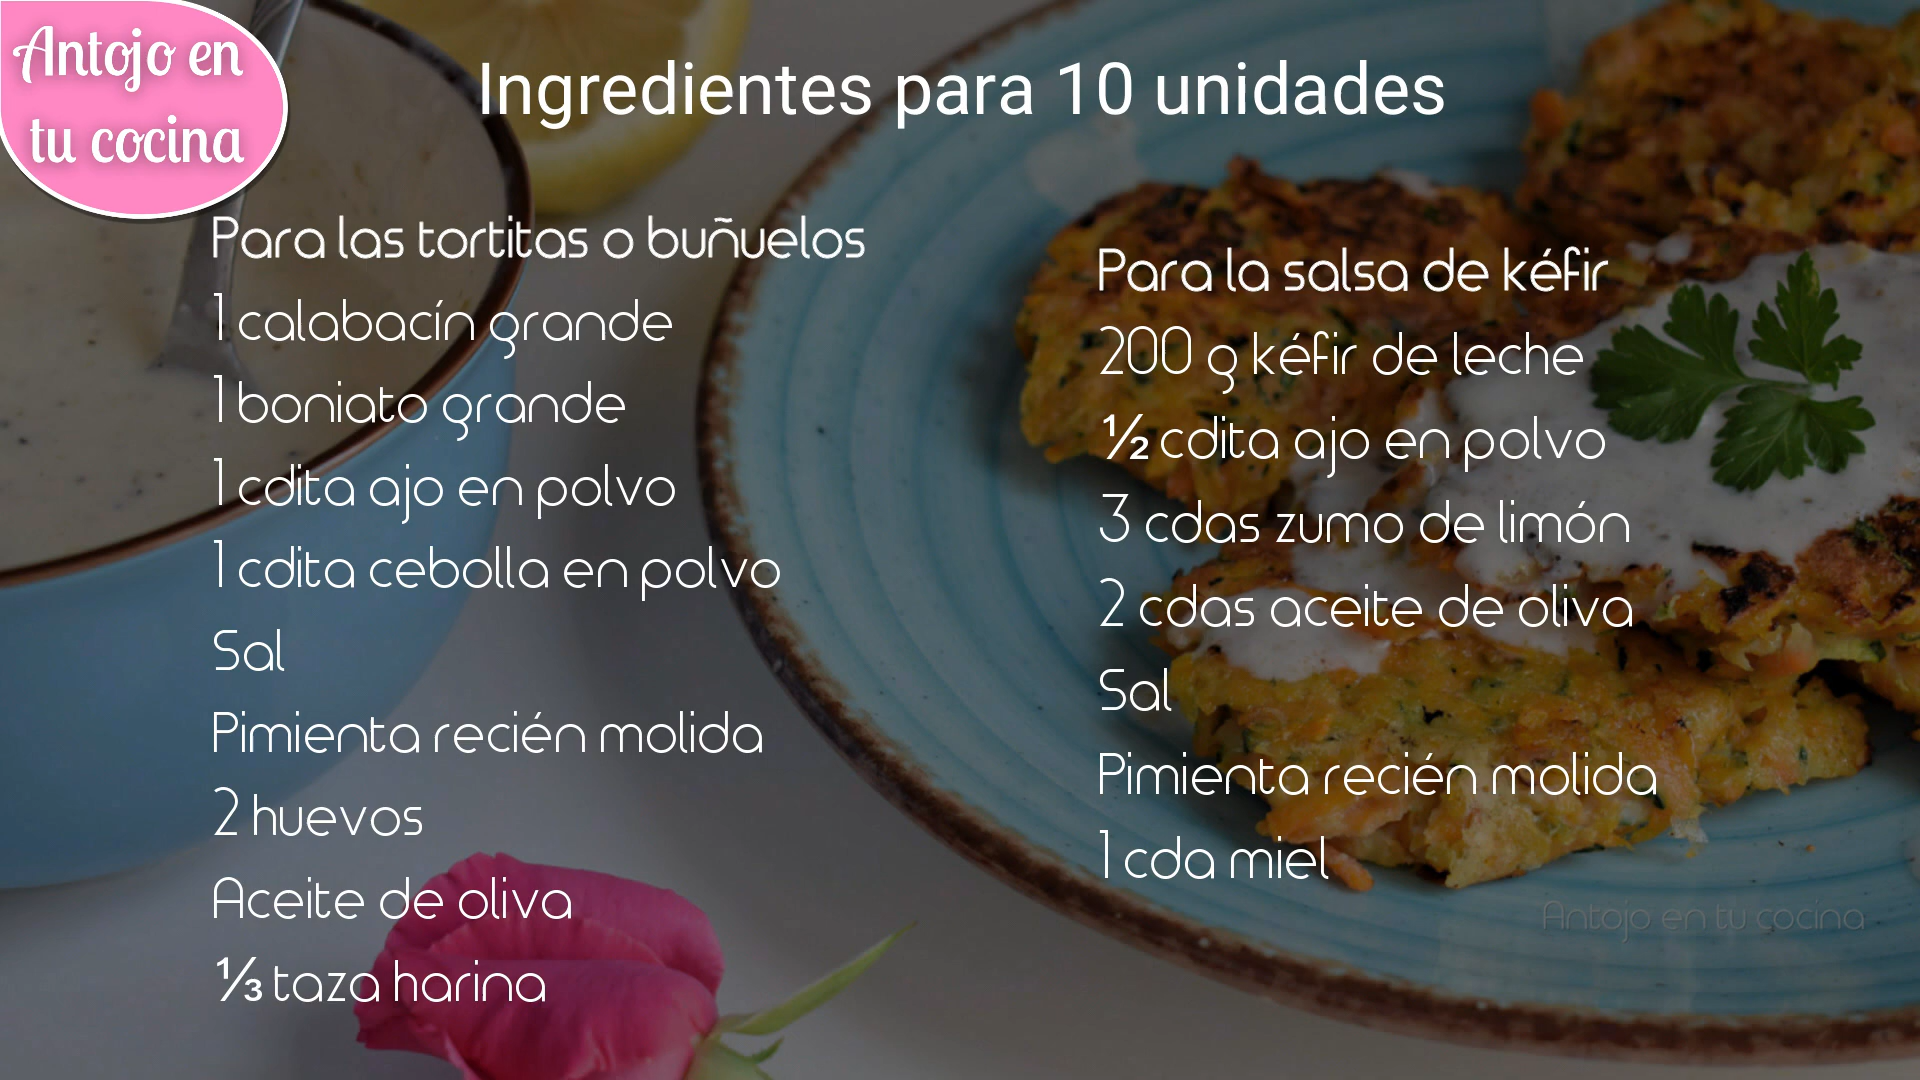 Antojo en
tu cocina
Ingredientes para 10 unidades
Para las tortitas o buñuelos
1 calabacín grande
1 boniato grande
1 cdita ajo en polvo
1 cdita cebolla en polvo
Sal
Pimienta recién molida
2 huevos
Aceite de oliva
⅓ taza harina
Para la salsa de kéfir
200 g kéfir de leche
½ cdita ajo en polvo
3 cdas zumo de limón
2 cdas aceite de oliva
Sal
Pimienta recién molida
1 cda miel
Antojo en tu cocina